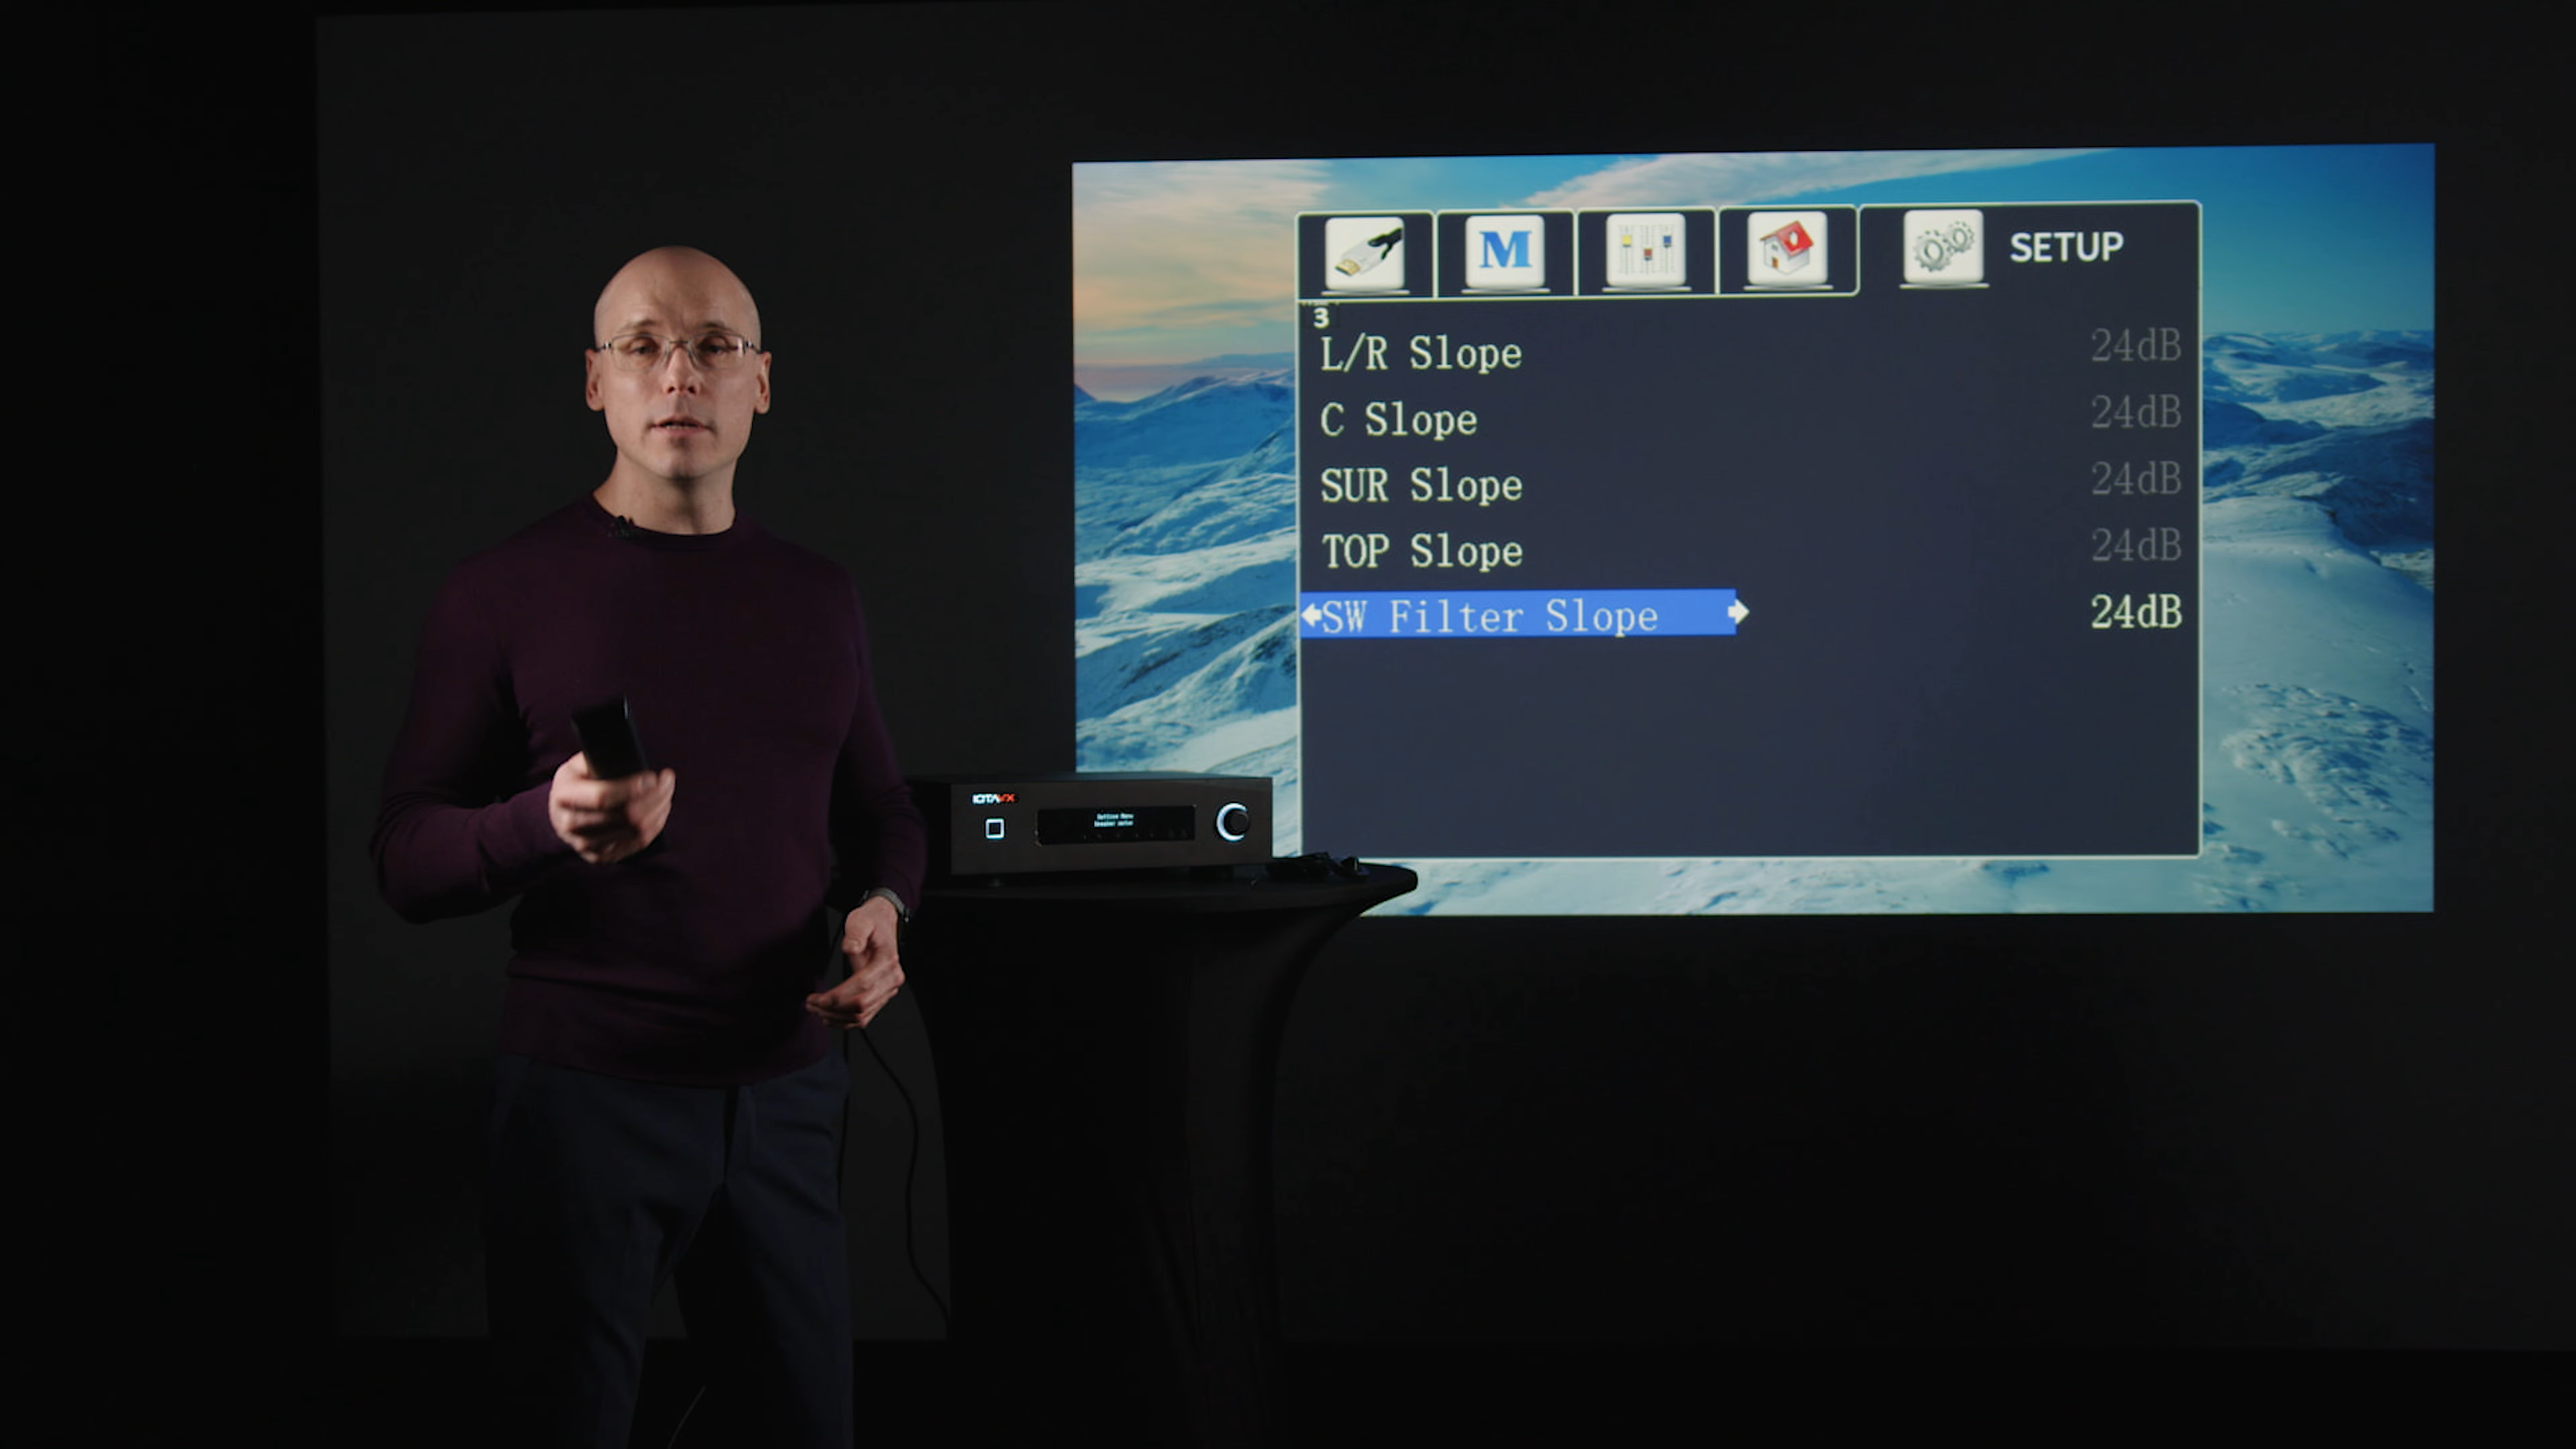 M
SETUP
3
L/R Slope 24dB
C Slope 24dB
SUR Slope 24dB
TOP Slope 24dB
SW Filter Slope 24dB
IOTAVX